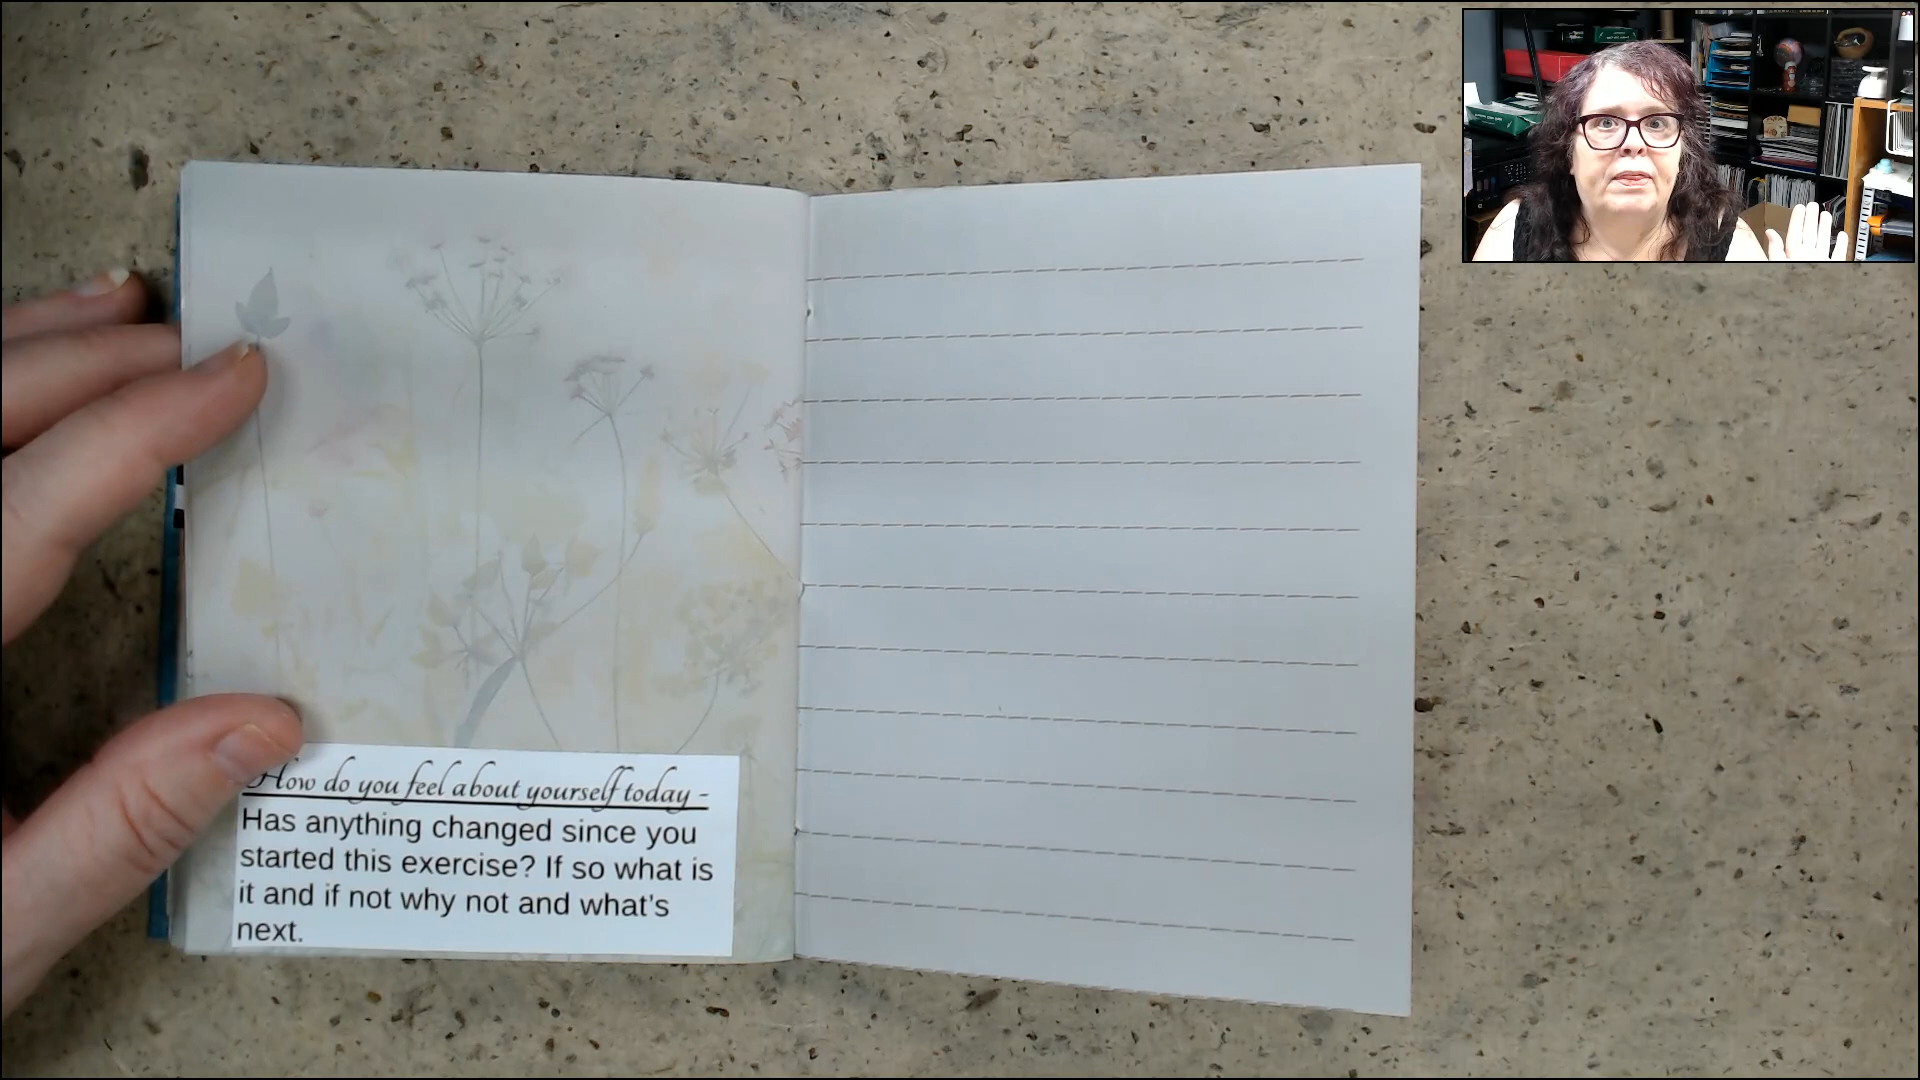 How do you feel about yourself today -
Has anything changed since you
started this exercise? If so what is
it and if not why not and what's
next.